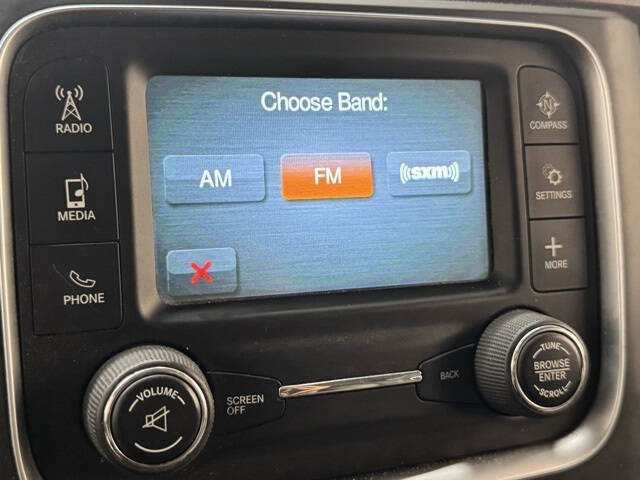 Choose Band:
AM
FM
((sxm))
RADIO
MEDIA
PHONE
N
COMPASS
SETTINGS
MORE
VOLUME
SCREEN
OFF
BACK
TUNE
BROWSE
ENTER
SCROLL